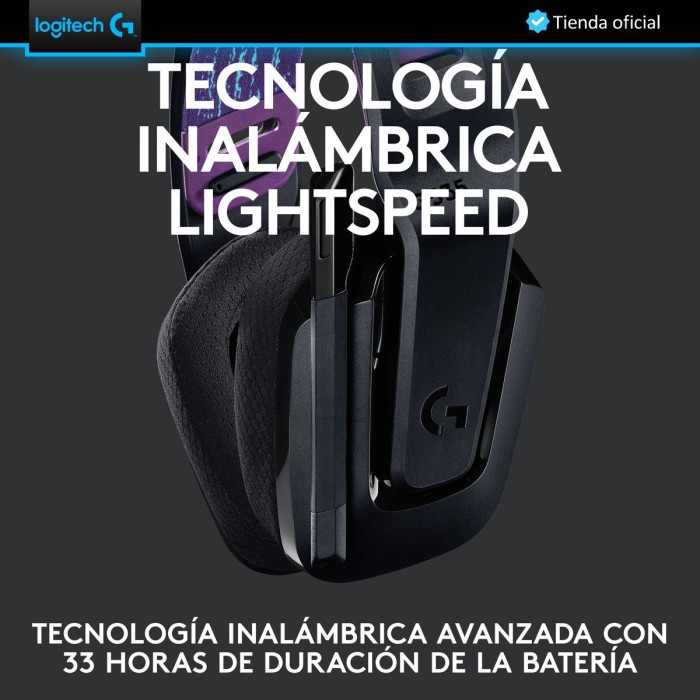 logitech G
Tienda oficial
TECNOLOGÍA
INALÁMBRICA
LIGHTSPEED
TECNOLOGÍA INALÁMBRICA AVANZADA CON
33 HORAS DE DURACIÓN DE LA BATERÍA